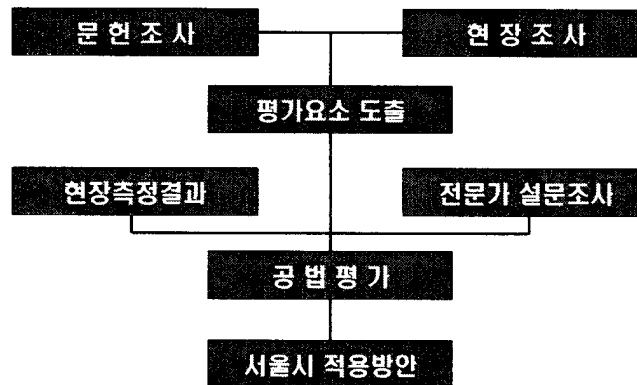 문 헌 조 사
현 장 조 사
평가요소 도출
현장측정결과
전문가 설문조사
공 법 평 가
서울시 적용방안